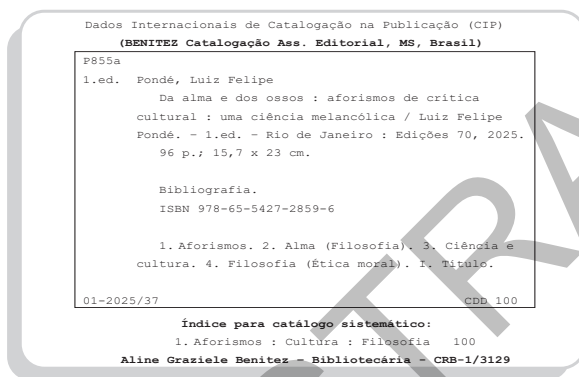 Dados Internacionais de Catalogação na Publicação (CIP)
(BENITEZ Catalogação Ass. Editorial, MS, Brasil)
P855a
1.ed. Pondé, Luiz Felipe
Da alma e dos ossos : aforismos de crítica
cultural : uma ciência melancólica / Luiz Felipe
Pondé. – 1.ed. – Rio de Janeiro : Edições 70, 2025.
96 p.; 15,7 x 23 cm.
Bibliografia.
ISBN 978-65-5427-2859-6
1. Aforismos. 2. Alma (Filosofia). 3. Ciência e
cultura. 4. Filosofia (Ética moral). I. Título.
01-2025/37 CDD 100
Índice para catálogo sistemático:
1. Aforismos : Cultura : Filosofia 100
Aline Graziele Benitez – Bibliotecária – CRB-1/3129